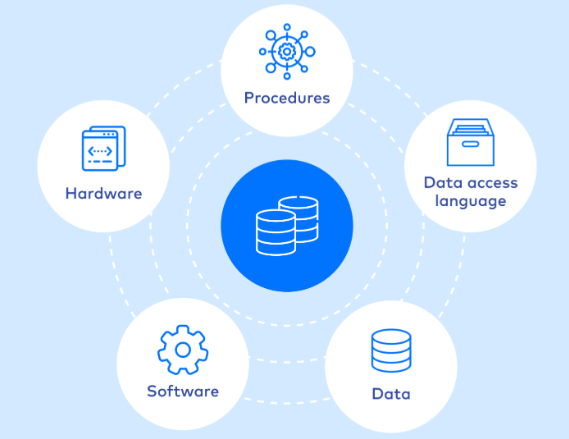 Procedures
Hardware
Data access
language
Software
Data